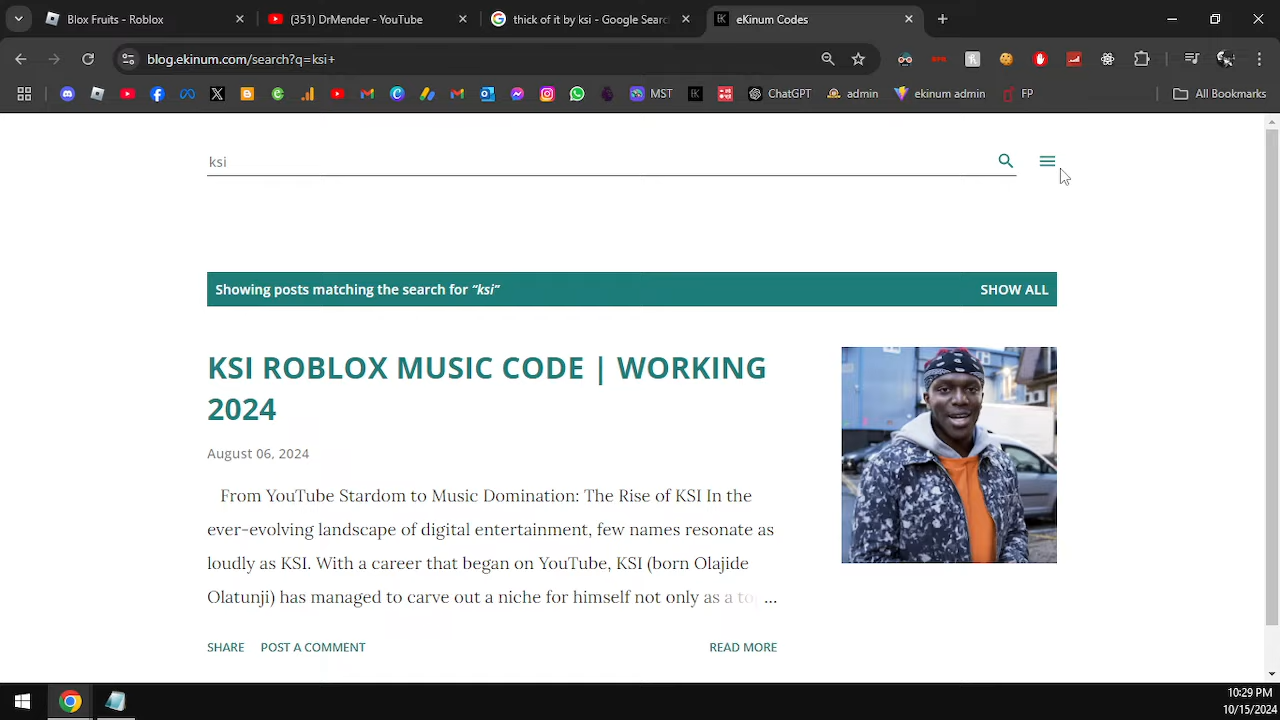 Blox Fruits - Roblox
(351) DrMender - YouTube
thick of it by ksi - Google Searc
eKinum Codes
blog.ekinum.com/search?q=ksi+
MST
ChatGPT
admin
ekinum admin
FP
All Bookmarks
ksi
Showing posts matching the search for “ksi”
SHOW ALL
KSI ROBLOX MUSIC CODE | WORKING
2024
August 06, 2024
From YouTube Stardom to Music Domination: The Rise of KSI In the
ever-evolving landscape of digital entertainment, few names resonate as
loudly as KSI. With a career that began on YouTube, KSI (born Olajide
Olatunji) has managed to carve out a niche for himself not only as a to ...
SHARE
POST A COMMENT
READ MORE
10:29 PM
10/15/2024